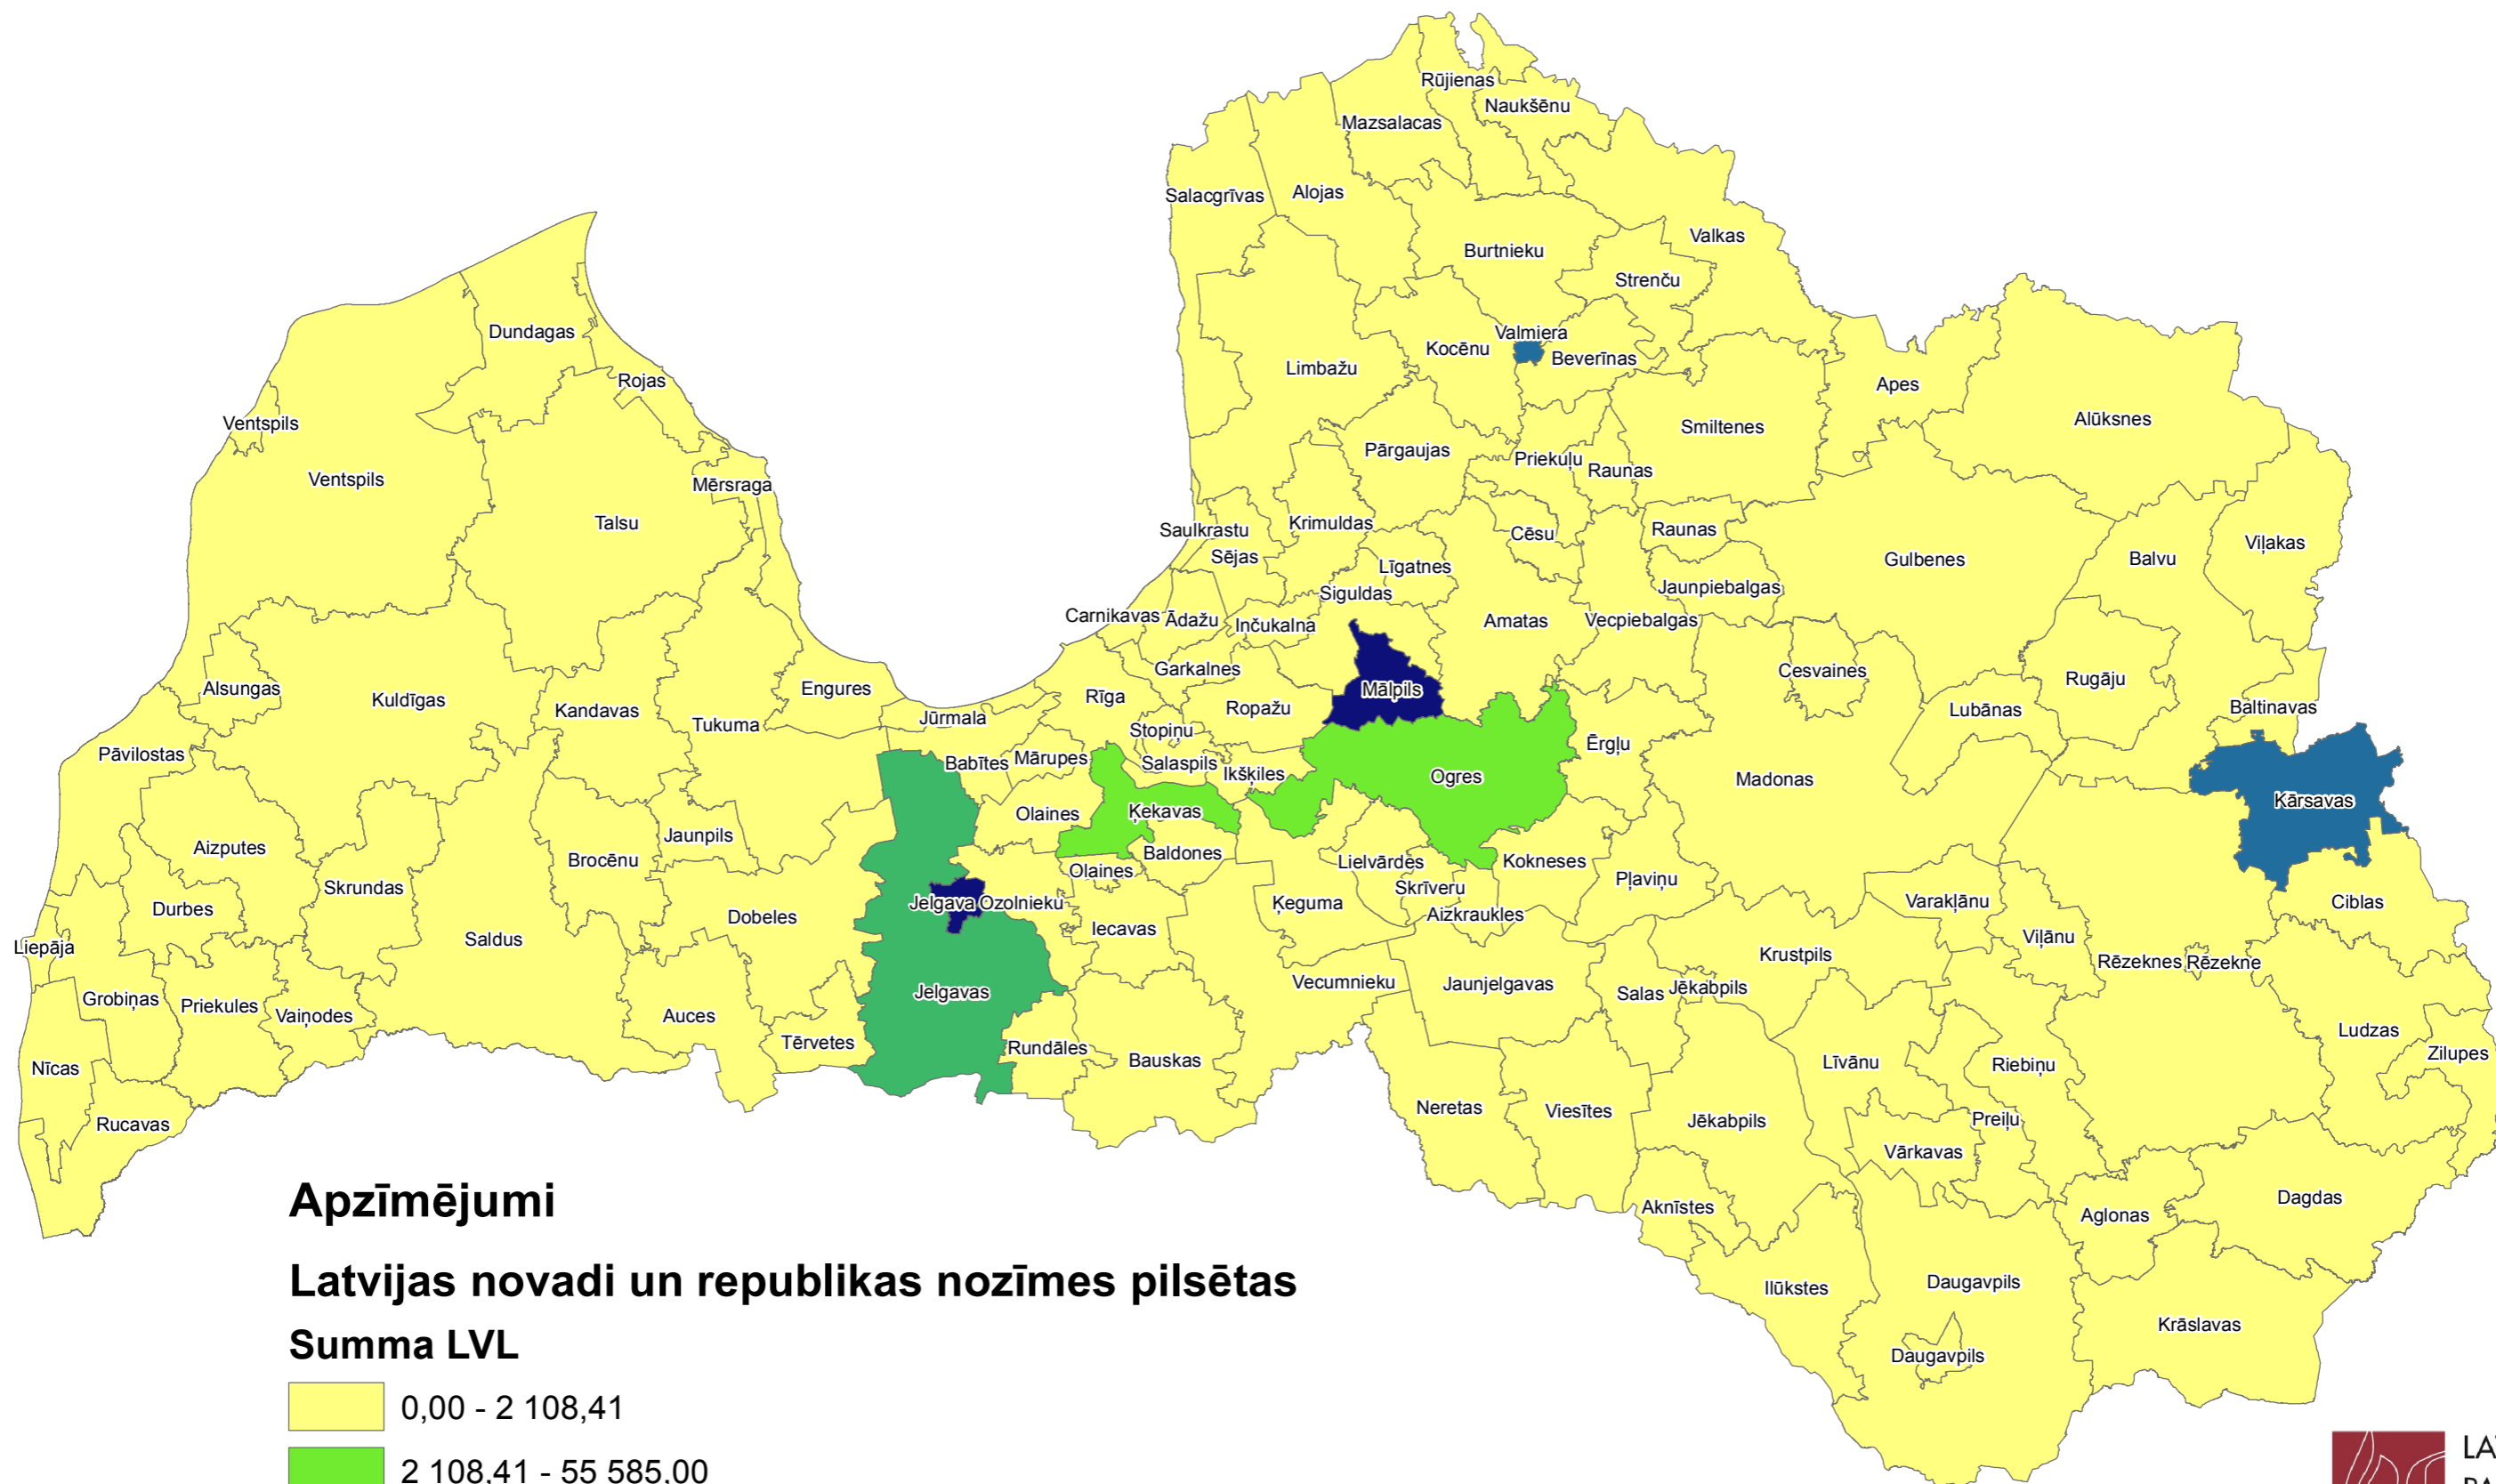 Rūjienas
Naukšēnu
Mazsalacas
Salacgrīvas
Alojas
Valkas
Burtnieku
Strenču
Dundagas
Valmiera
Kocēnu
Beverīnas
Limbažu
Rojas
Apes
Alūksnes
Ventspils
Smiltenes
Pārgaujas
Priekuļu
Raunas
Ventspils
Mērsraga
Talsu
Krimuldas
Saulkrastu
Cēsu
Raunas
Viļakas
Sējas
Gulbenes
Balvu
Līgatnes
Jaunpiebalgas
Siguldas
Carnikavas
Ādažu
Inčukalna
Amatas
Vecpiebalgas
Garkalnes
Cesvaines
Rugāju
Alsungas
Engures
Mālpils
Kuldīgas
Rīga
Kandavas
Ropažu
Lubānas
Baltinavas
Jūrmala
Tukuma
Stopiņu
Ērgļu
Pāvilostas
Mārupes
Babītes
Salaspils
Ikšķiles
Ogres
Madonas
Kārsavas
Olaines
Ķekavas
Jaunpils
Aizputes
Baldones
Brocēnu
Lielvārdes
Kokneses
Olaines
Pļaviņu
Skrundas
Skrīveru
Varakļānu
Ciblas
Jelgava
Ozolnieku
Ķeguma
Durbes
Aizkraukles
Dobeles
Iecavas
Viļānu
Saldus
Liepāja
Krustpils
Rēzeknes
Rēzekne
Vecumnieku
Jaunjelgavas
Jēkabpils
Jelgavas
Salas
Grobiņas
Priekules
Vaiņodes
Auces
Ludzas
Tērvetes
Rundāles
Zilupes
Bauskas
Līvānu
Riebiņu
Nīcas
Neretas
Viesītes
Jēkabpils
Preiļu
Rucavas
Vārkavas
Dagdas
Aknīstes
Aglonas
Daugavpils
Ilūkstes
Krāslavas
Daugavpils
Apzīmējumi
Latvijas novadi un republikas nozīmes pilsētas
Summa LVL
0,00 - 2 108,41
2 108,41 - 55 585,00